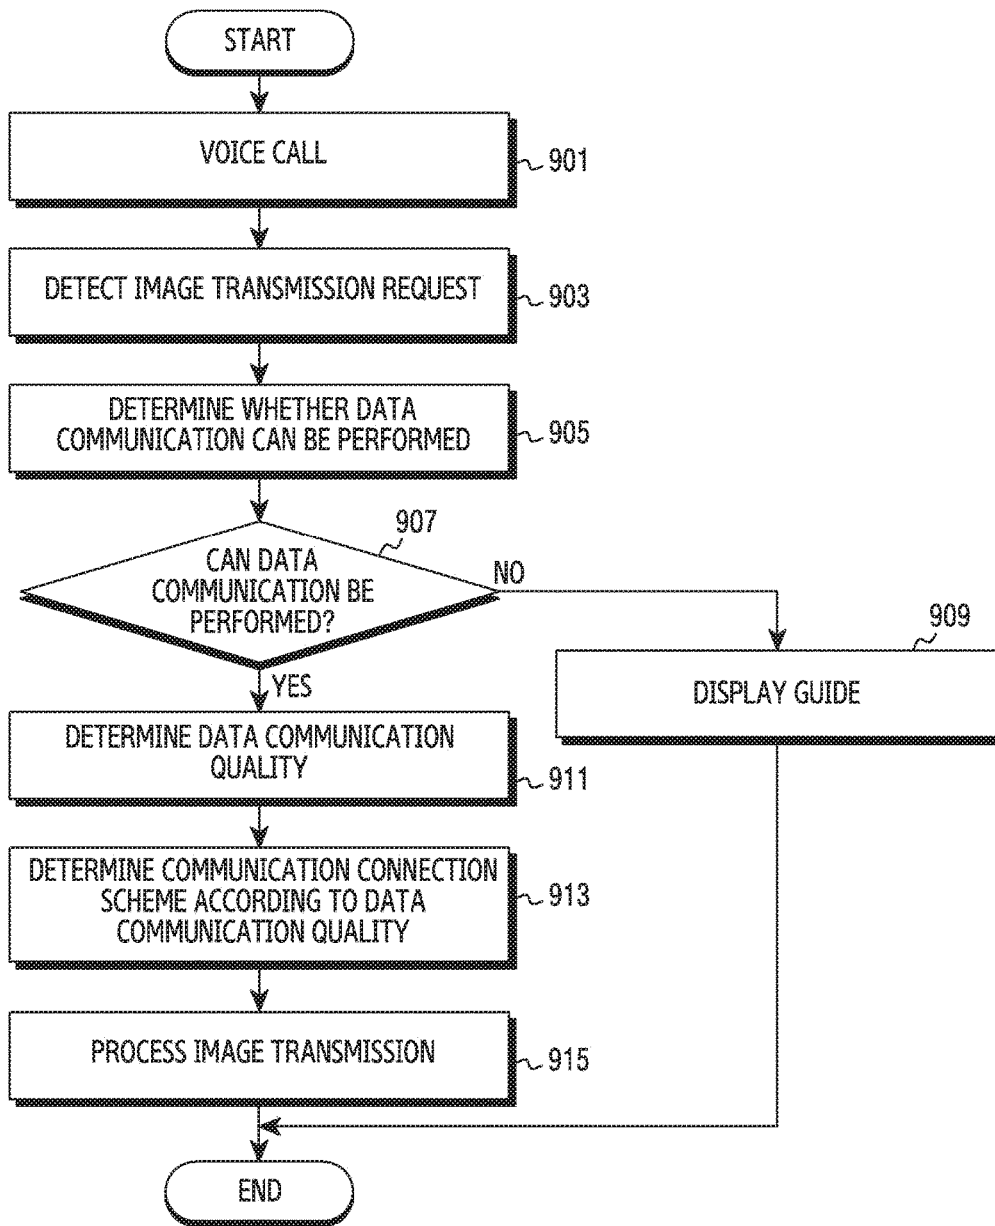 START
VOICE CALL
901
DETECT IMAGE TRANSMISSION REQUEST
903
DETERMINE WHETHER DATA
COMMUNICATION CAN BE PERFORMED
905
907
CAN DATA
COMMUNICATION BE
PERFORMED?
NO
YES
909
DISPLAY GUIDE
DETERMINE DATA COMMUNICATION
QUALITY
911
DETERMINE COMMUNICATION CONNECTION
SCHEME ACCORDING TO DATA
COMMUNICATION QUALITY
913
PROCESS IMAGE TRANSMISSION
915
END